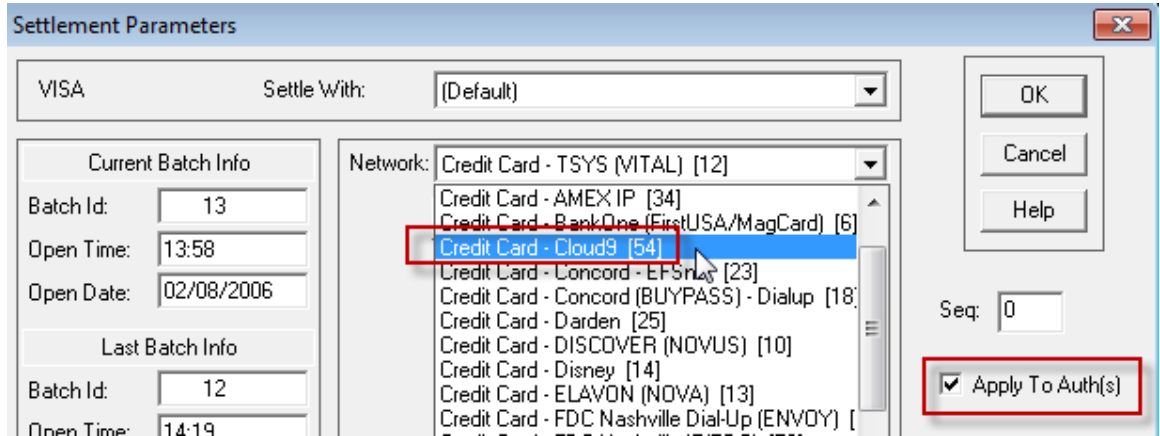 Settlement Parameters
VISA Settle With: (Default)
OK
Cancel
Help
Current Batch Info
Batch Id: 13
Open Time: 13:58
Open Date: 02/08/2006
Last Batch Info
Batch Id: 12
Open Time: 14:19
Network: Credit Card - TSYS (VITAL) [12]
Credit Card - AMEX IP [34]
Credit Card - BankOne (FirstUSA/MagCard) [6]
Credit Card - Cloud9 [54]
Credit Card - Concord - [23]
Credit Card - Concord (BUYPASS) - Dialup [18]
Credit Card - Darden [25]
Credit Card - DISCOVER (NOVUS) [10]
Credit Card - Disney [14]
Credit Card - ELAVON (NOVA) [13]
Credit Card - FDC Nashville Dial-Up (ENVOY) [
Seq: 0
Apply To Auth(s)